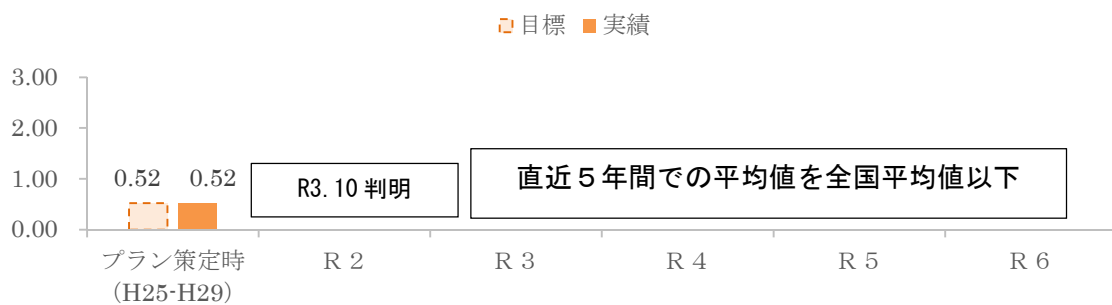 目標 実績
3.00
2.00
1.00
0.00
0.52 0.52
R3.10 判明
直近５年間での平均値を全国平均値以下
プラン策定時 Ｒ２ Ｒ３ Ｒ４ Ｒ５ Ｒ６
（H25-H29）